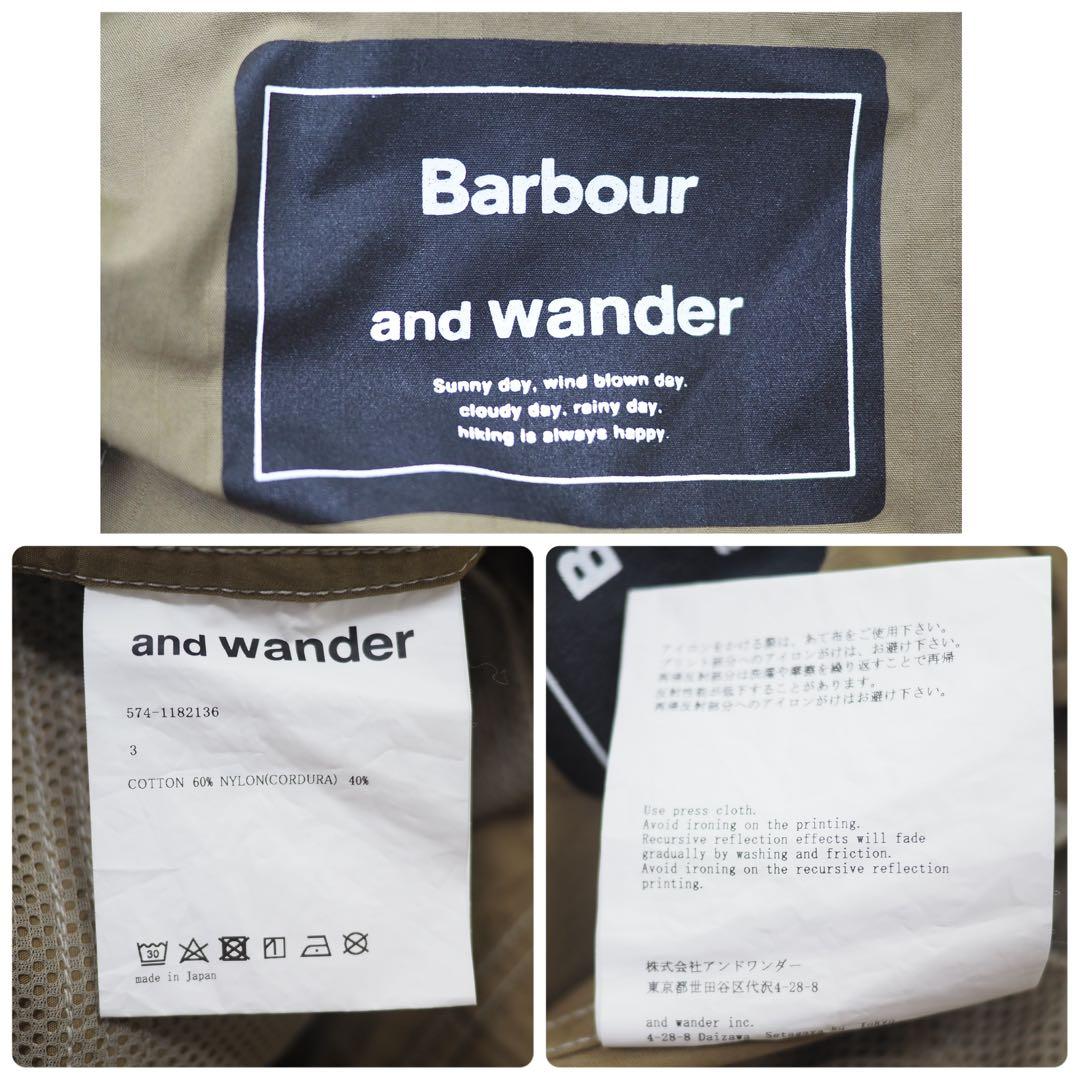 Barbour
and wander
Sunny day, wind blown day.
cloudy day, rainy day.
hiking is always happy.
and wander
574-1182136
3
COTTON 60% NYLON(CORDURA) 40%
30
made in Japan
B
アイロンをかける際は、あて布をご使用下さい。
プリント部分へのアイロンがけは、お避け下さい。
再帰反射部分は洗濯や摩擦を繰り返すことで再帰
反射性能が低下することがあります。
再帰反射部分へのアイロンがけはお避け下さい。
Use press cloth.
Avoid ironing on the printing.
Recursive reflection effects will fade
gradually by washing and friction.
Avoid ironing on the recursive reflection
printing.
株式会社アンドワンダー
東京都世田谷区代沢4-28-8
and wander inc.
4-28-8 Daizawa Setagaya-ku